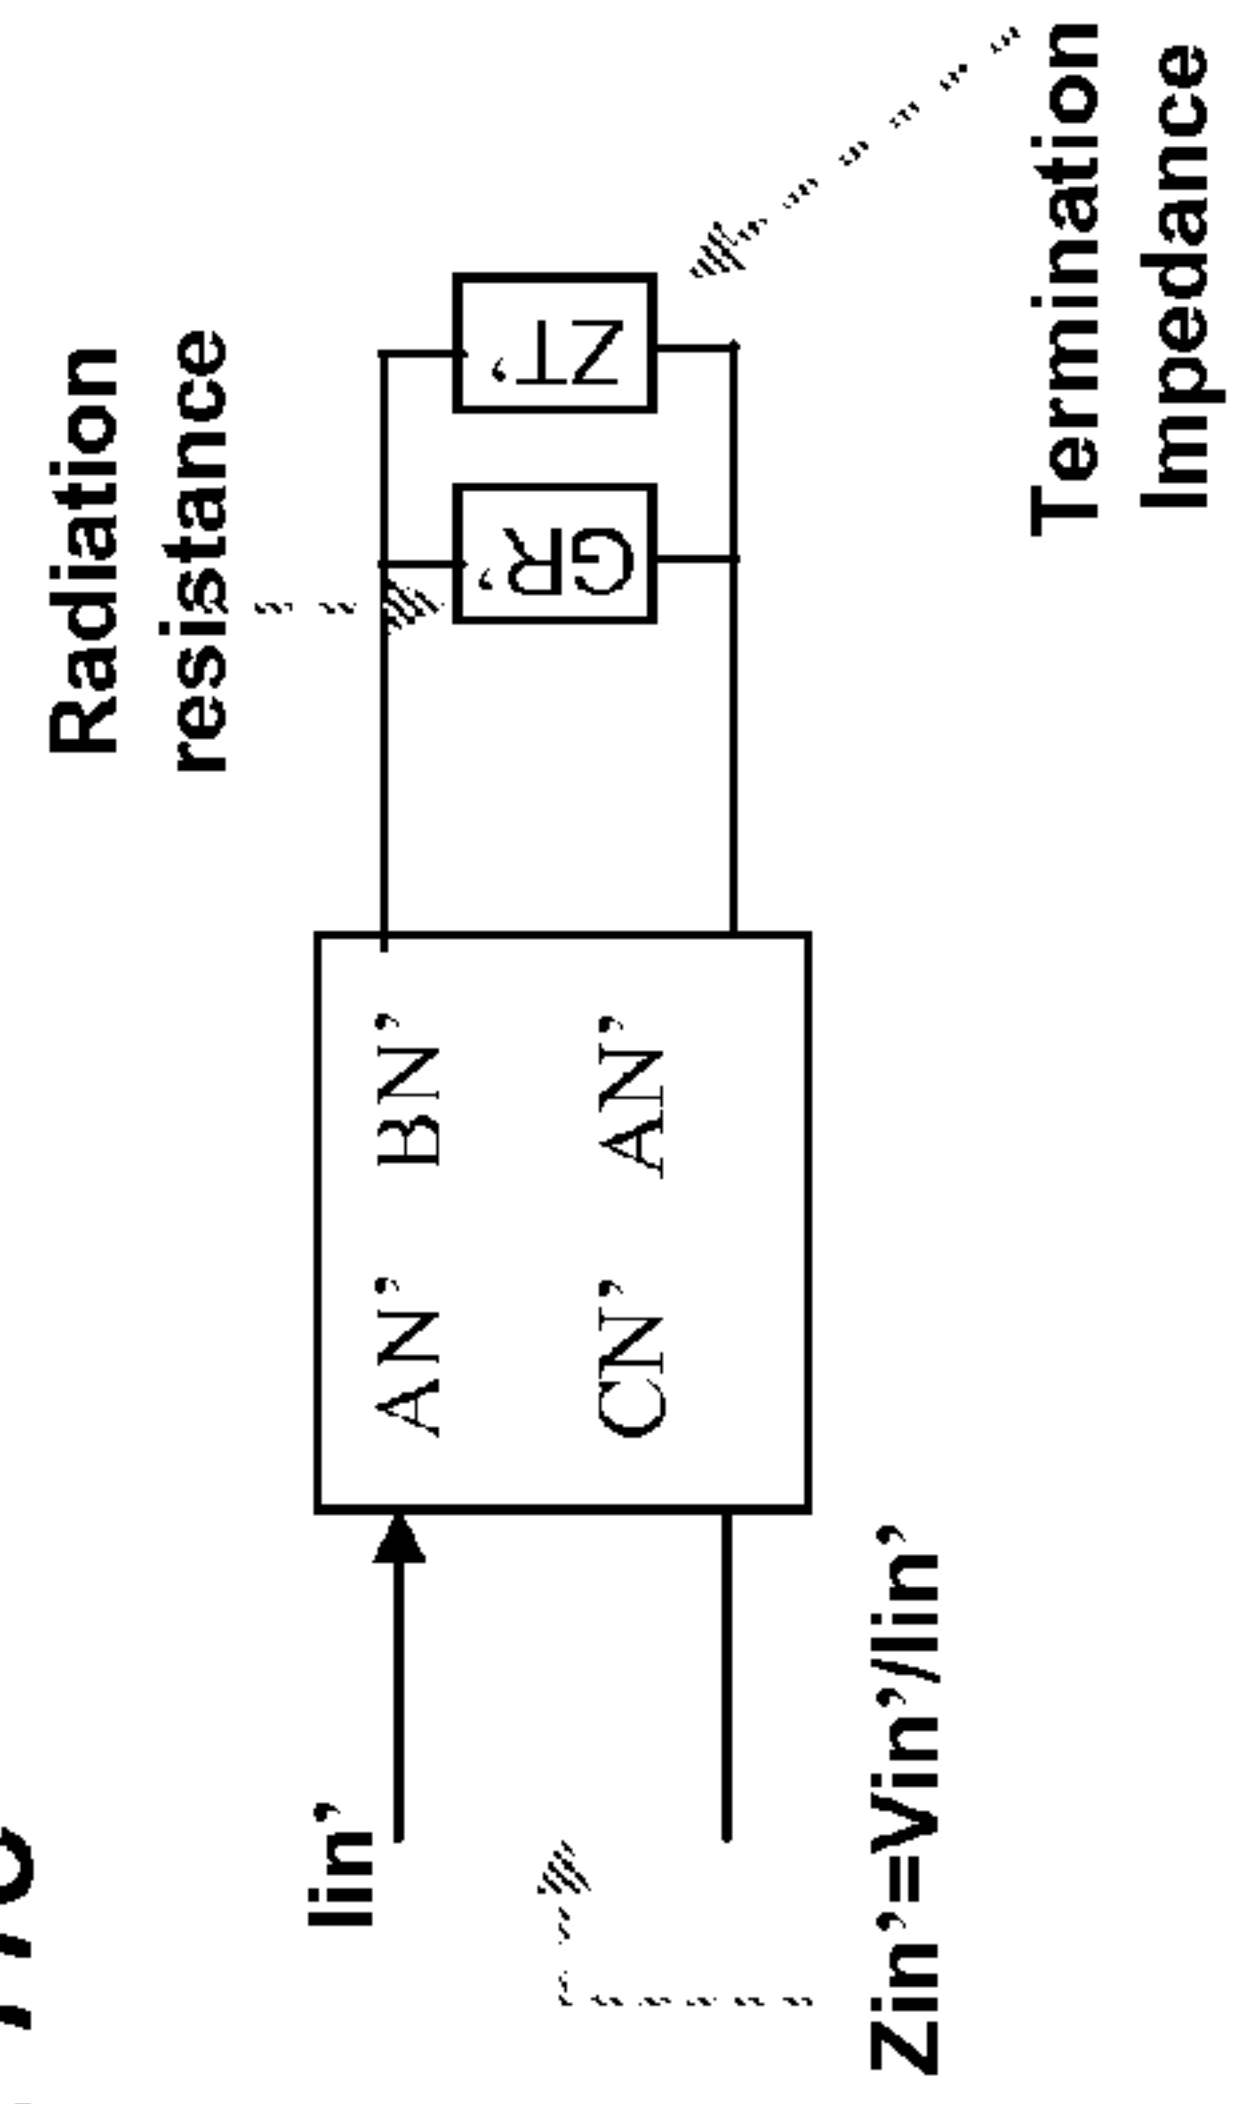 Radiation
resistance
Iin’
AN’ BN’
CN’ AN’
GR’
ZT’
Zin’=Vin’/Iin’
Termination
Impedance